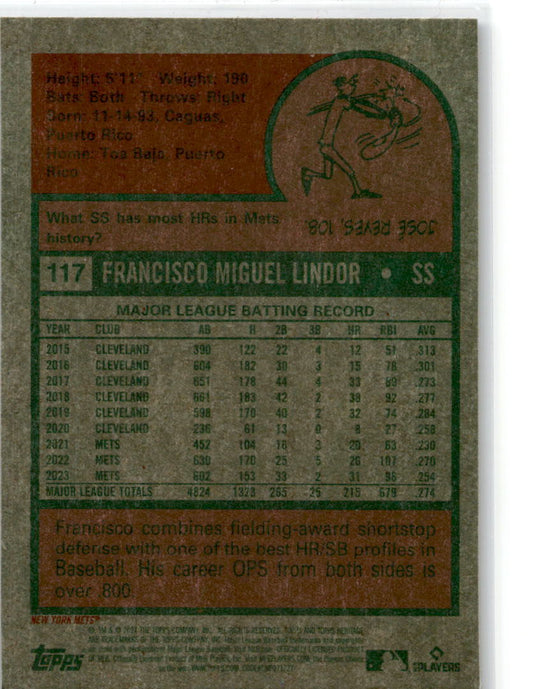 Height: 5'11" Weight: 190
Bats: Both Throws: Right
Born: 11-14-93, Caguas,
Puerto Rico
Home: Toa Baja, Puerto
Rico
What SS has most HRs in Mets
history?
JOSÉ REYES, 108.
117 FRANCISCO MIGUEL LINDOR • SS
MAJOR LEAGUE BATTING RECORD
YEAR CLUB AB H 2B 3B HR RBI AVG
2015 CLEVELAND 390 122 22 4 12 51 .313
2016 CLEVELAND 604 182 30 3 15 78 .301
2017 CLEVELAND 651 178 44 4 33 89 .273
2018 CLEVELAND 661 183 42 2 38 92 .277
2019 CLEVELAND 598 170 40 2 32 74 .284
2020 CLEVELAND 236 61 13 0 8 27 .258
2021 METS 452 104 16 3 20 63 .230
2022 METS 630 170 25 5 26 107 .270
2023 METS 602 153 33 2 31 98 .254
MAJOR LEAGUE TOTALS 4824 1323 265 25 215 679 .274
Francisco combines fielding-award shortstop
defense with one of the best HR/SB profiles in
Baseball. His career OPS from both sides is
over .800.
NEW YORK METS®
topps
PLAYERS